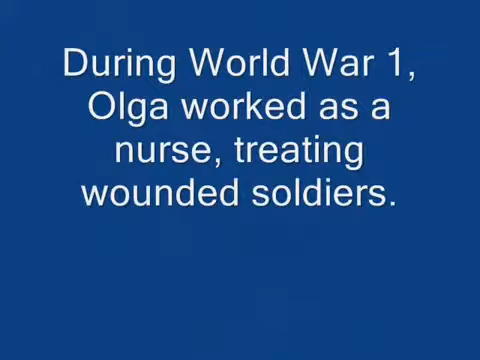 During World War 1,
Olga worked as a
nurse, treating
wounded soldiers.